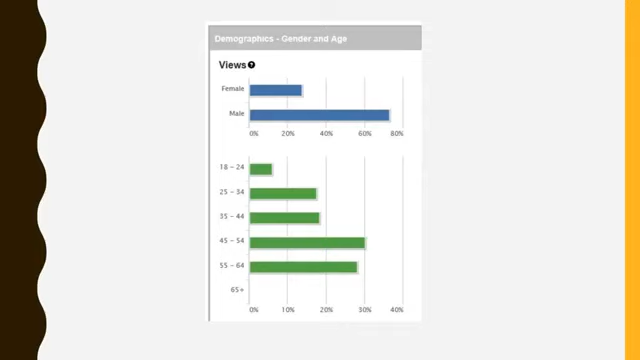 Demographics - Gender and Age
Views?
Female
Male
0% 20% 40% 60% 80%
18 - 24
25 - 34
35 - 44
45 - 54
55 - 64
65+
0% 10% 20% 30% 40%